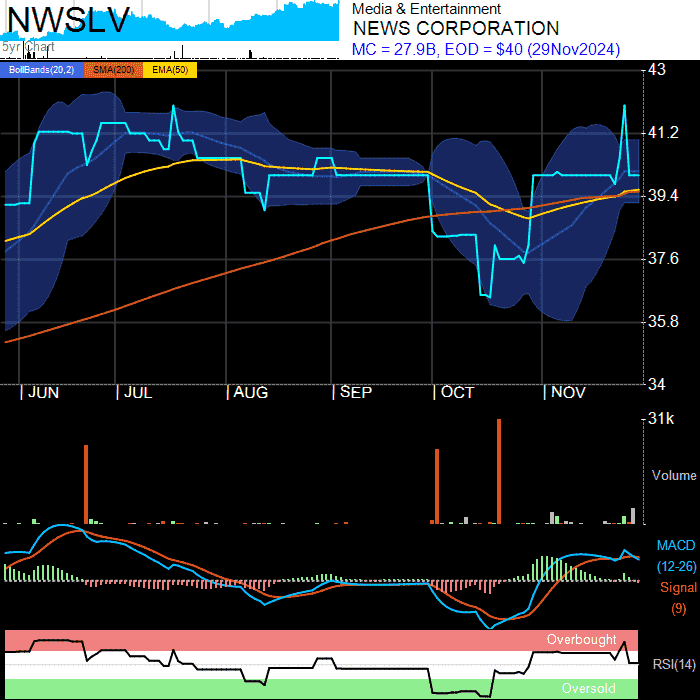 NWSLV
5yr Chart
Media & Entertainment
NEWS CORPORATION
MC = 27.9B, EOD = $40 (29Nov2024)
BollBands(20,2) SMA(200) EMA(50)
43
41.2
39.4
37.6
35.8
34
JUN JUL AUG SEP OCT NOV
31k
Volume
MACD
(12-26)
Signal
(9)
Overbought
RSI(14)
Oversold